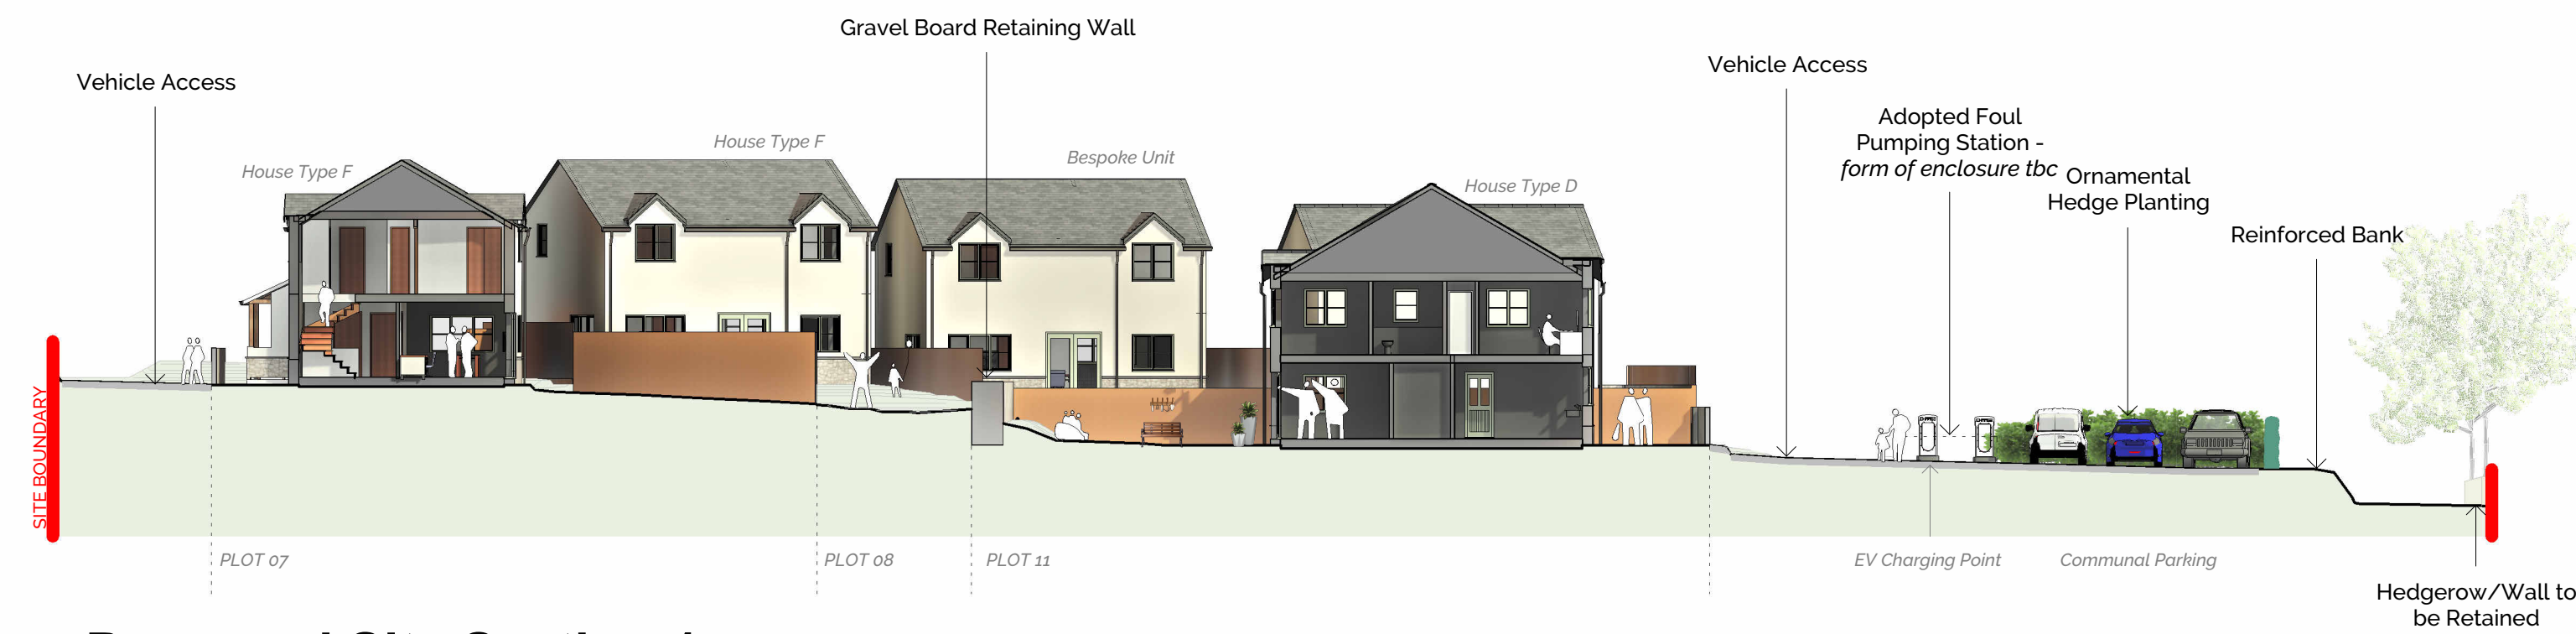 Gravel Board Retaining Wall
Vehicle Access
Vehicle Access
Adopted Foul
Pumping Station -
form of enclosure tbc
Ornamental
Hedge Planting
House Type F
House Type F
Bespoke Unit
House Type D
Reinforced Bank
SITE BOUNDARY
PLOT 07
PLOT 08
PLOT 11
EV Charging Point
Communal Parking
Hedgerow/Wall to
be Retained